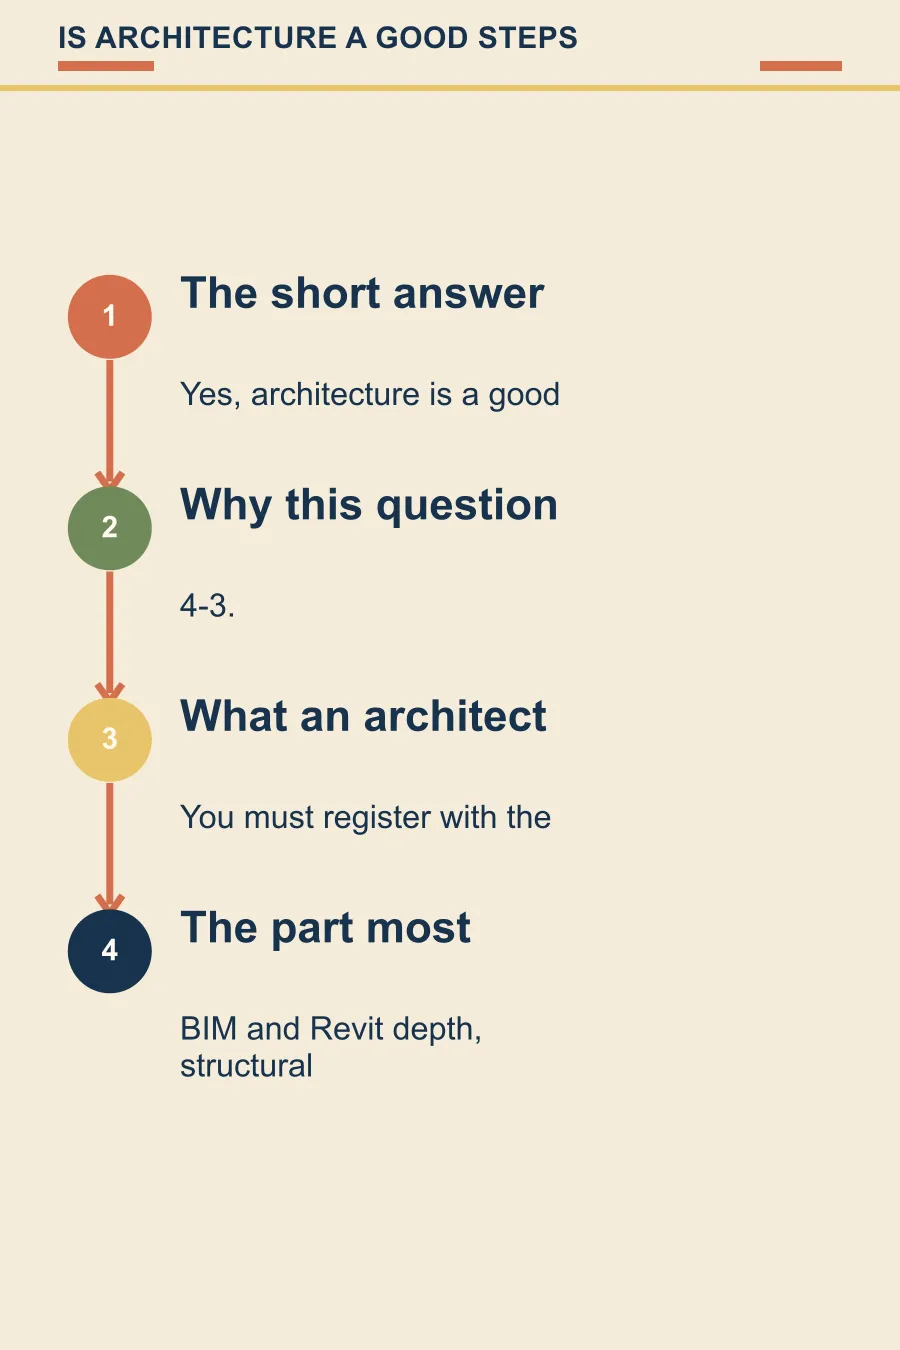 IS ARCHITECTURE A GOOD STEPS
1
The short answer
Yes, architecture is a good
2
Why this question
4-3.
3
What an architect
You must register with the
4
The part most
BIM and Revit depth,
structural